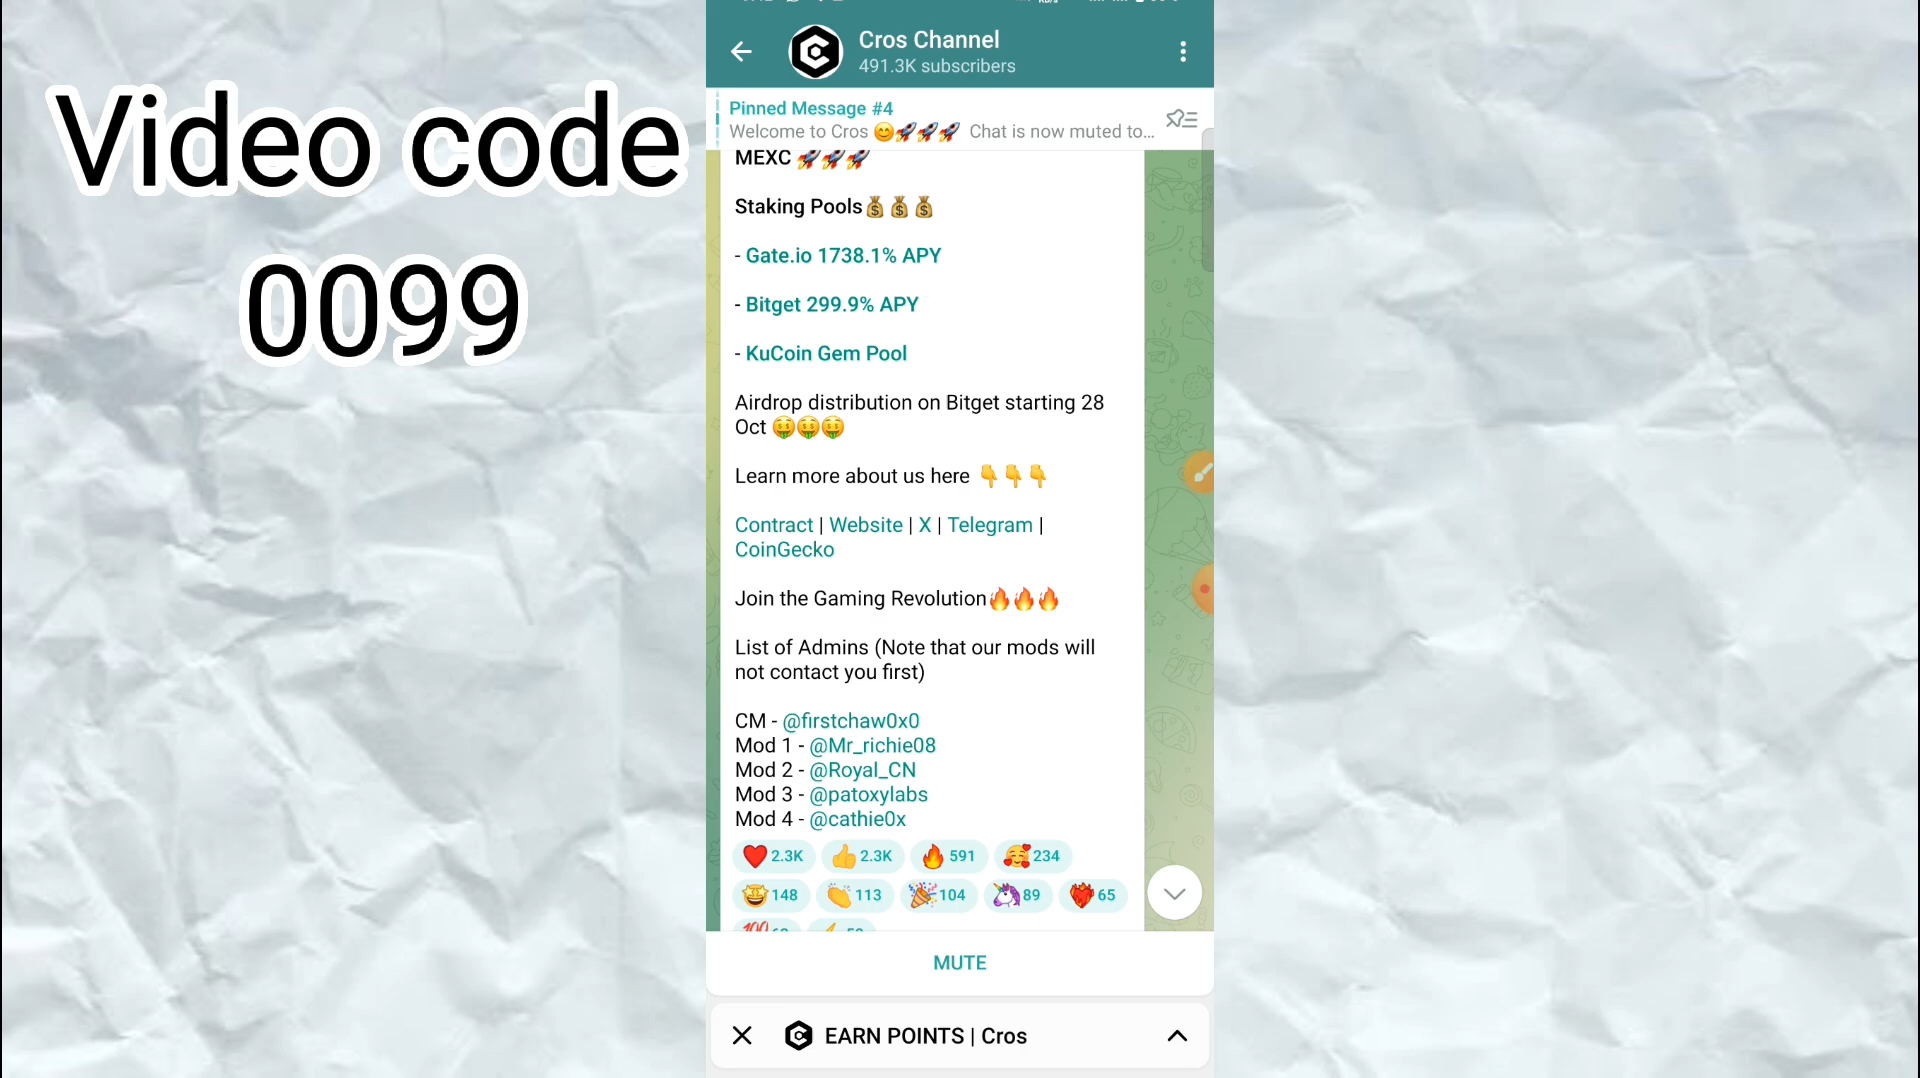 Video code
0099
Cros Channel
491.3K subscribers
Pinned Message #4
Welcome to Cros 😊🚀🚀🚀 Chat is now muted to...
MEXC 🚀🚀🚀
Staking Pools💰💰💰
- Gate.io 1738.1% APY
- Bitget 299.9% APY
- KuCoin Gem Pool
Airdrop distribution on Bitget starting 28
Oct 🤑🤑🤑
Learn more about us here 👇👇👇
Contract | Website | X | Telegram |
CoinGecko
Join the Gaming Revolution🔥🔥🔥
List of Admins (Note that our mods will
not contact you first)
CM - @firstchaw0x0
Mod 1 - @Mr_richie08
Mod 2 - @Royal_CN
Mod 3 - @patoxylabs
Mod 4 - @cathie0x
❤️ 2.3K 👍 2.3K 🔥 591 🥰 234
🤩 148 👏 113 🎉 104 🦄 89 ❤️‍🔥 65
MUTE
EARN POINTS | Cros